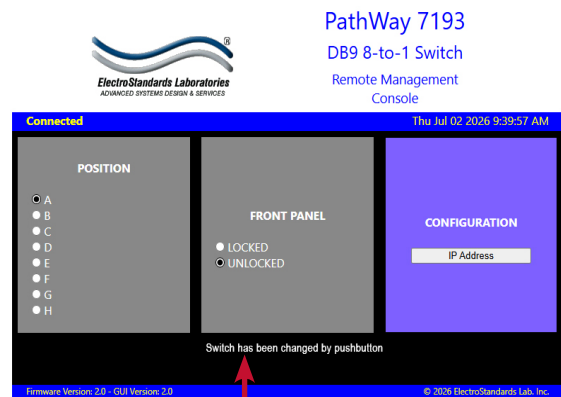 ®
ElectroStandards Laboratories
ADVANCED SYSTEMS DESIGN & SERVICES
PathWay 7193
DB9 8-to-1 Switch
Remote Management
Console
Connected
Thu Jul 02 2026 9:39:57 AM
POSITION
A
B
C
D
E
F
G
H
FRONT PANEL
LOCKED
UNLOCKED
CONFIGURATION
IP Address
Switch has been changed by pushbutton
Firmware Version: 2.0 - GUI Version: 2.0
© 2026 ElectroStandards Lab. Inc.